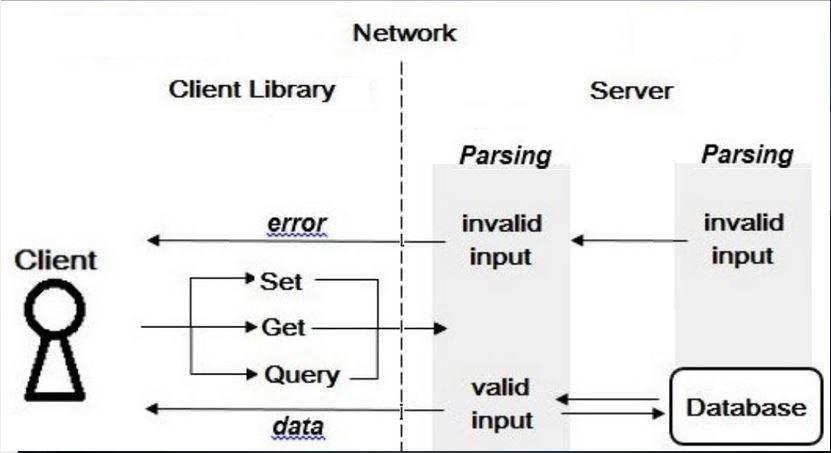 Network
Client Library
Server
Parsing
Parsing
error
invalid
input
invalid
input
Client
Set
Get
Query
valid
input
Database
data